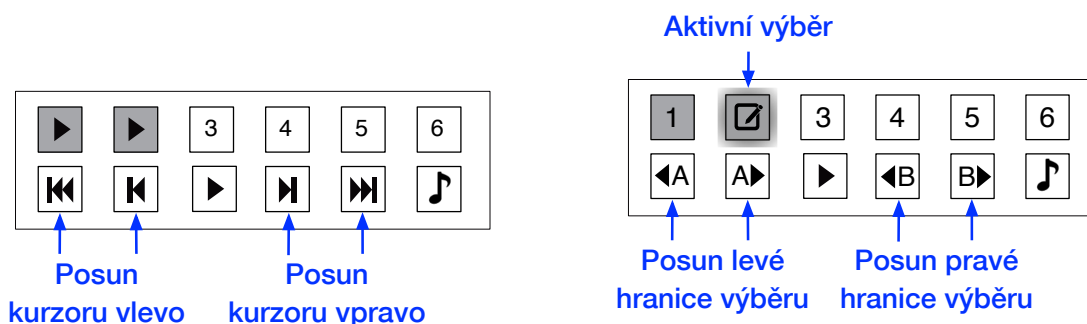 Aktivní výběr
3 4 5 6
1 3 4 5 6
A A B B
Posun
kurzoru vlevo
Posun
kurzoru vpravo
Posun levé
hranice výběru
Posun pravé
hranice výběru